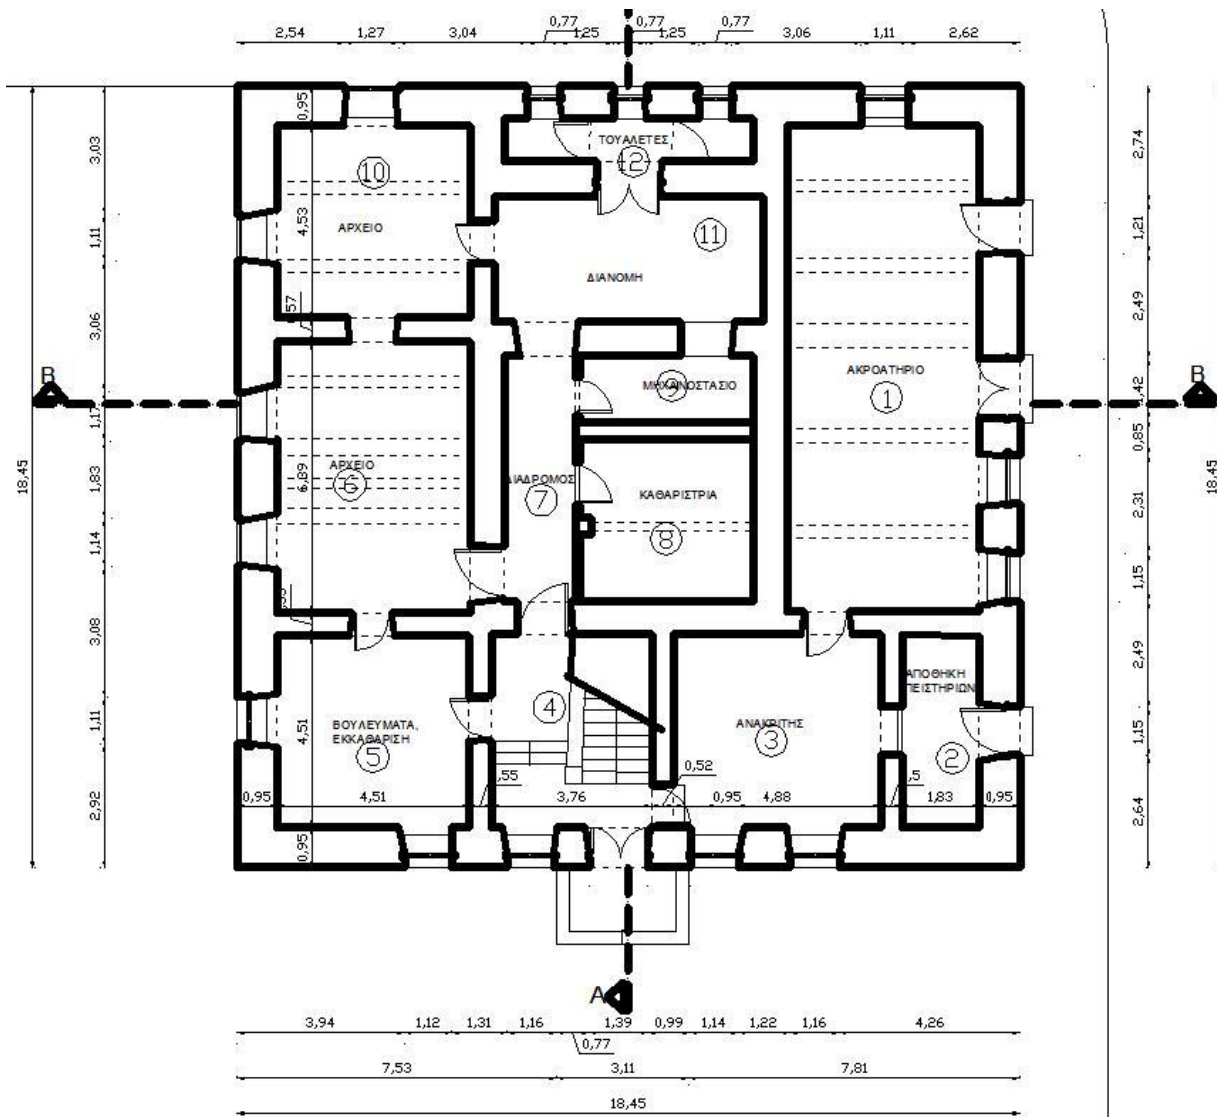 0,77 0,77 0,77
2,54 1,27 3,04 1,25 1,25 3,06 1,11 2,62
0,95
3,03
2,74
ΤΟΥΑΛΕΤΕΣ
12
10
4,53
ΑΡΧΕΙΟ
1,11
11
ΔΙΑΝΟΜΗ
1,21
,57
3,06
2,49
B
B
ΑΚΡΟΑΤΗΡΙΟ
1
ΜΗΧΑΝΟΣΤΑΣΙΟ
9
1,17
,42
0,85
18,45
18,45
ΑΡΧΕΙΟ
6
6,89
1,83
ΔΙΑΔΡΟΜΟΣ
7
ΚΑΘΑΡΙΣΤΡΙΑ
8
2,31
1,14
1,15
3,08
2,49
ΑΠΟΘΗΚΗ
ΠΕΙΣΤΗΡΙΩΝ
2
4
ΒΟΥΛΕΥΜΑΤΑ,
ΕΚΚΑΘΑΡΙΣΗ
5
4,51
1,11
ΑΝΑΚΡΙΤΗΣ
3
1,15
,55 0,52 ,5
0,95 4,51 3,76 0,95 4,88 1,83 0,95
2,92
2,64
0,95
A
3,94 1,12 1,31 1,16 1,39 0,99 1,14 1,22 1,16 4,26
0,77
7,53 3,11 7,81
18,45